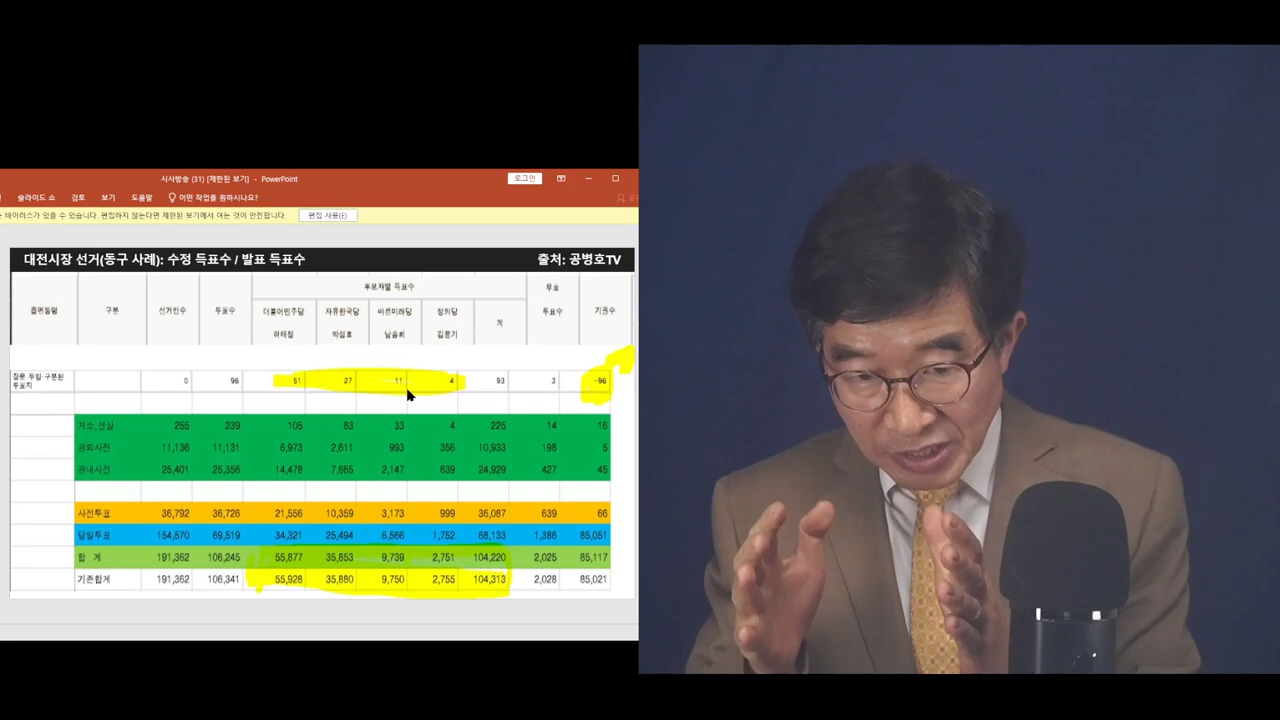 시사방송 (31) [제한된 보기] - PowerPoint 로그인
슬라이드 쇼 검토 보기 도움말 어떤 작업을 원하시나요?
바이러스가 있을 수 있습니다. 편집하지 않는다면 제한된 보기에서 여는 것이 안전합니다. 편집 사용(E)
대전시장 선거(동구 사례): 수정 득표수 / 발표 득표수 출처: 공병호TV
후보자별 득표수
읍면동명 구분 선거인수 투표수 더불어민주당 허태정 자유한국당 박성효 바른미래당 남충희 정의당 김윤기 계 무효 투표수 기권수
잘못 투입·구분된 투표지 0 96 51 27 11 4 93 3 -96
거소,선상 255 239 105 83 33 4 225 14 16
관외사전 11,136 11,131 6,973 2,611 993 356 10,933 198 5
관내사전 25,401 25,356 14,478 7,665 2,147 639 24,929 427 45
사전투표 36,792 36,726 21,556 10,359 3,173 999 36,087 639 66
당일투표 154,570 69,519 34,321 25,494 6,566 1,752 68,133 1,386 85,051
합 계 191,362 106,245 55,877 35,853 9,739 2,751 104,220 2,025 85,117
기존합계 191,362 106,341 55,928 35,880 9,750 2,755 104,313 2,028 85,021